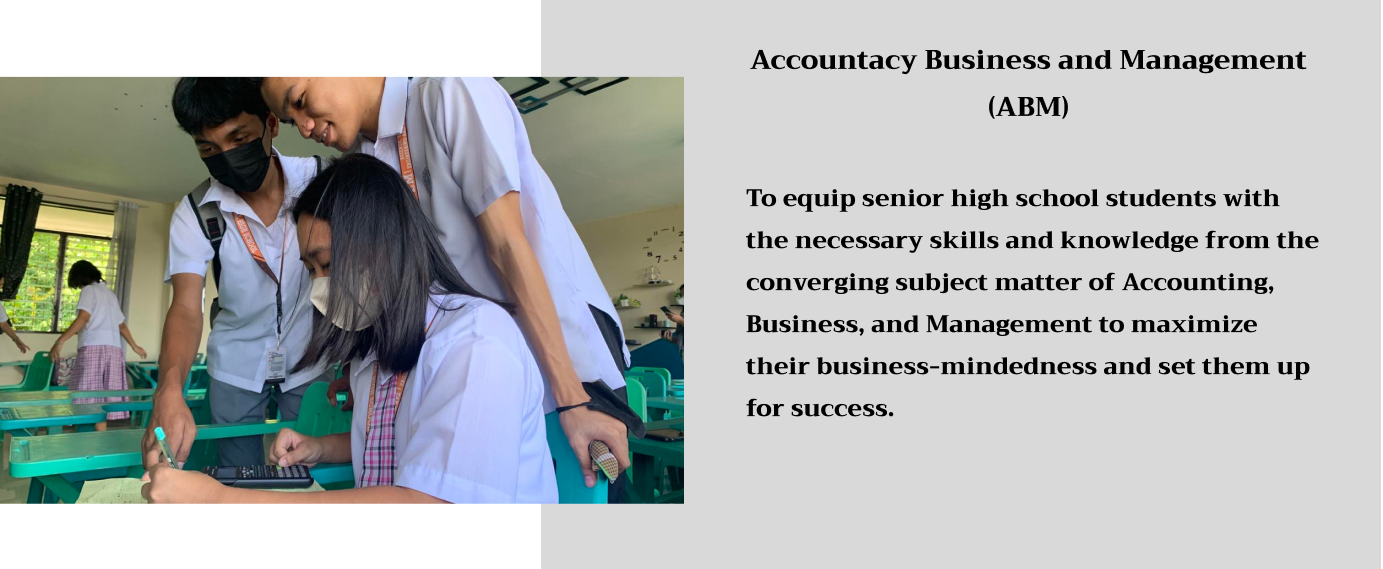 Accountacy Business and Management
(ABM)
To equip senior high school students with
the necessary skills and knowledge from the
converging subject matter of Accounting,
Business, and Management to maximize
their business-mindedness and set them up
for success.